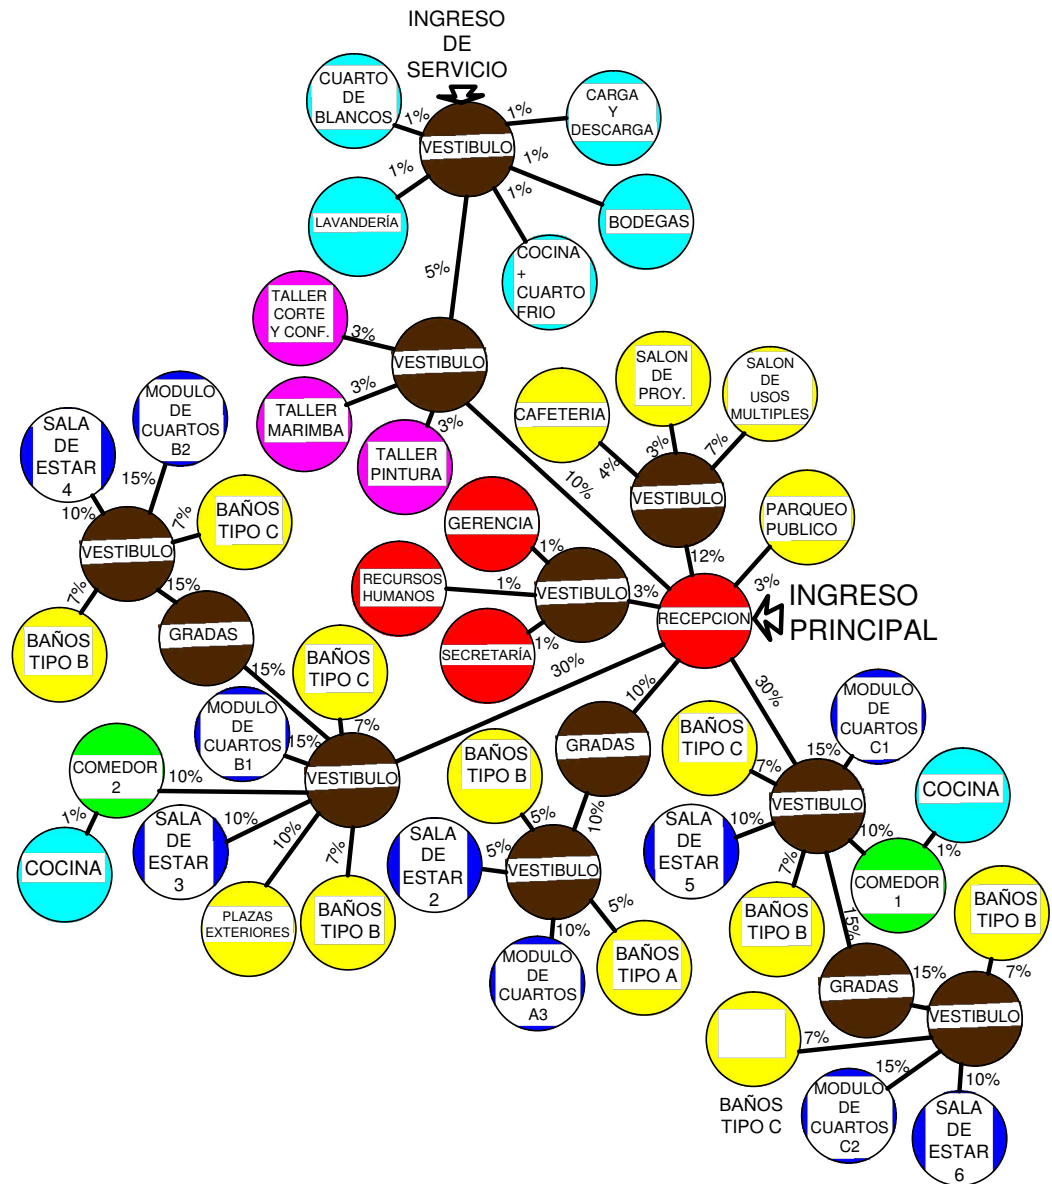 INGRESO
DE
SERVICIO
CUARTO
DE
BLANCOS
1%
VESTIBULO
1%
CARGA
Y
DESCARGA
1%
LAVANDERÍA
1%
BODEGAS
1%
COCINA
+
CUARTO
FRIO
5%
TALLER
CORTE
Y CONF.
3%
VESTIBULO
3%
TALLER
MARIMBA
3%
TALLER
PINTURA
10%
CAFETERIA
4%
SALON
DE
PROY.
3%
SALON
DE
USOS
MULTIPLES
7%
VESTIBULO
12%
PARQUEO
PUBLICO
3%
GERENCIA
1%
RECURSOS
HUMANOS
1%
VESTIBULO
3%
SECRETARÍA
1%
RECEPCION
INGRESO
PRINCIPAL
MODULO
DE
CUARTOS
B2
15%
SALA
DE
ESTAR
4
10%
BAÑOS
TIPO C
7%
VESTIBULO
7%
BAÑOS
TIPO B
15%
GRADAS
15%
BAÑOS
TIPO C
7%
30%
MODULO
DE
CUARTOS
B1
15%
VESTIBULO
COMEDOR
2
10%
1%
COCINA
SALA
DE
ESTAR
3
10%
10%
PLAZAS
EXTERIORES
7%
BAÑOS
TIPO B
10%
GRADAS
10%
BAÑOS
TIPO B
5%
SALA
DE
ESTAR
2
5%
VESTIBULO
5%
BAÑOS
TIPO A
10%
MODULO
DE
CUARTOS
A3
30%
MODULO
DE
CUARTOS
C1
15%
BAÑOS
TIPO C
7%
VESTIBULO
COCINA
1%
10%
COMEDOR
1
SALA
DE
ESTAR
5
10%
7%
BAÑOS
TIPO B
15%
GRADAS
15%
BAÑOS
TIPO B
7%
VESTIBULO
7%
BAÑOS
TIPO C
15%
MODULO
DE
CUARTOS
C2
10%
SALA
DE
ESTAR
6